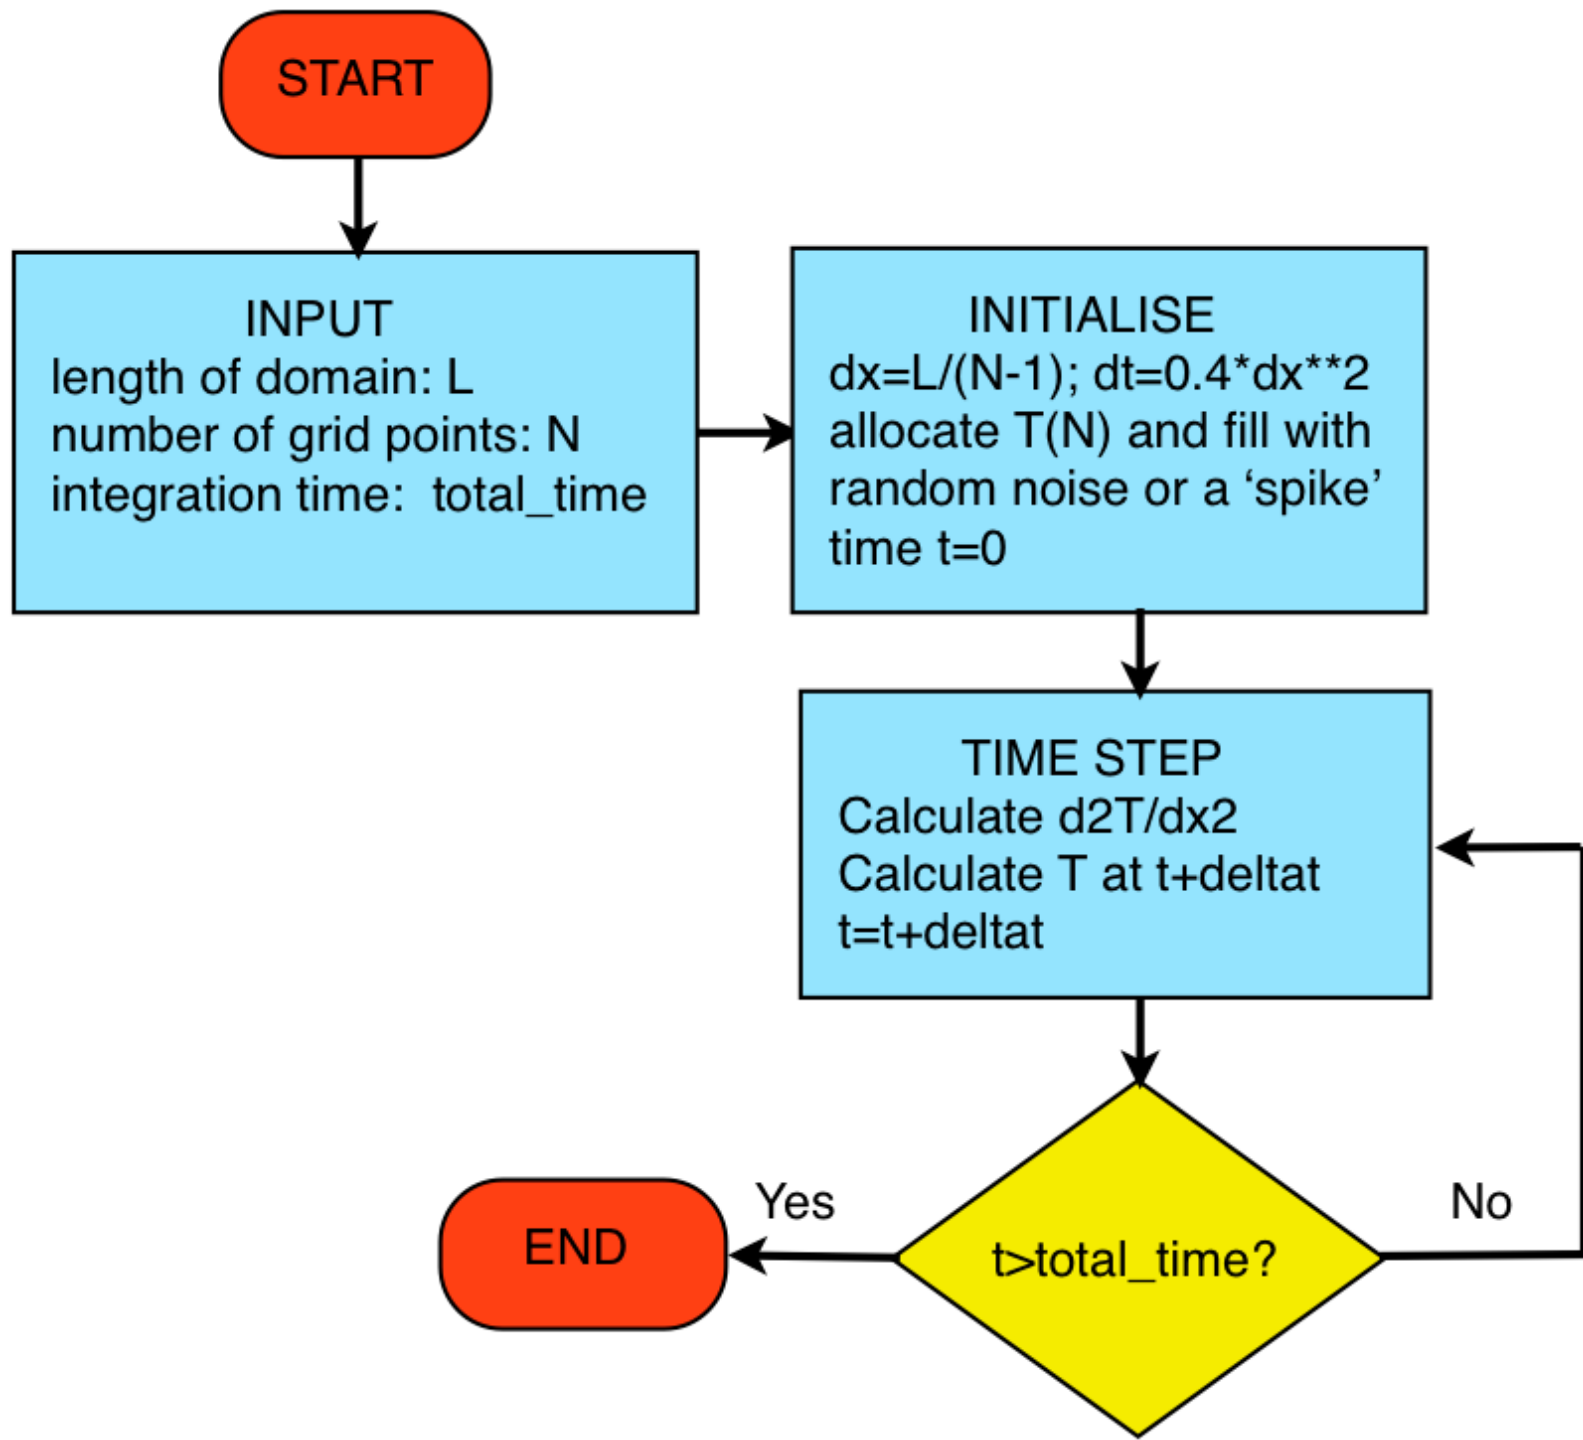 START
INPUT
length of domain: L
number of grid points: N
integration time:  total_time
INITIALISE
dx=L/(N-1); dt=0.4*dx**2
allocate T(N) and fill with
random noise or a ‘spike’
time t=0
TIME STEP
Calculate d2T/dx2
Calculate T at t+deltat
t=t+deltat
t>total_time?
Yes
No
END